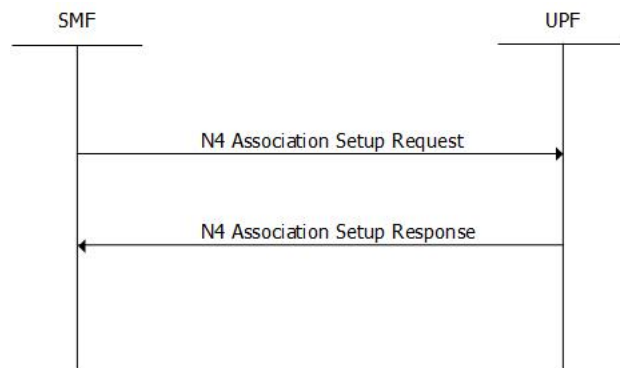 SMF
UPF
N4 Association Setup Request
N4 Association Setup Response